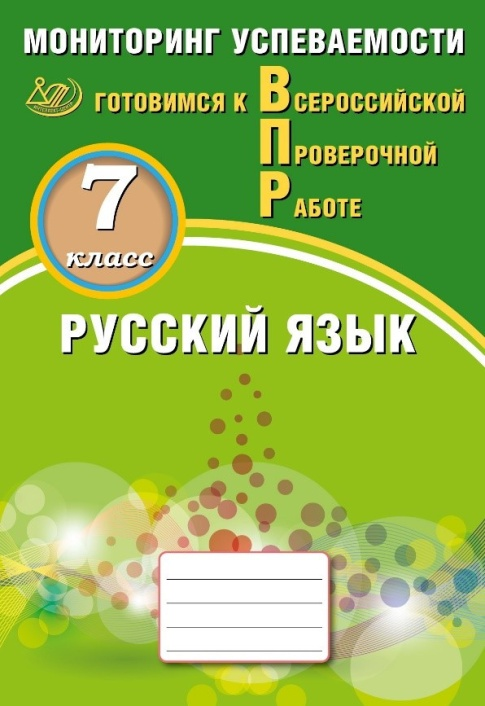 МОНИТОРИНГ УСПЕВАЕМОСТИ
ГОТОВИМСЯ К ВСЕРОССИЙСКОЙ
ПРОВЕРОЧНОЙ
РАБОТЕ
7
класс
РУССКИЙ ЯЗЫК